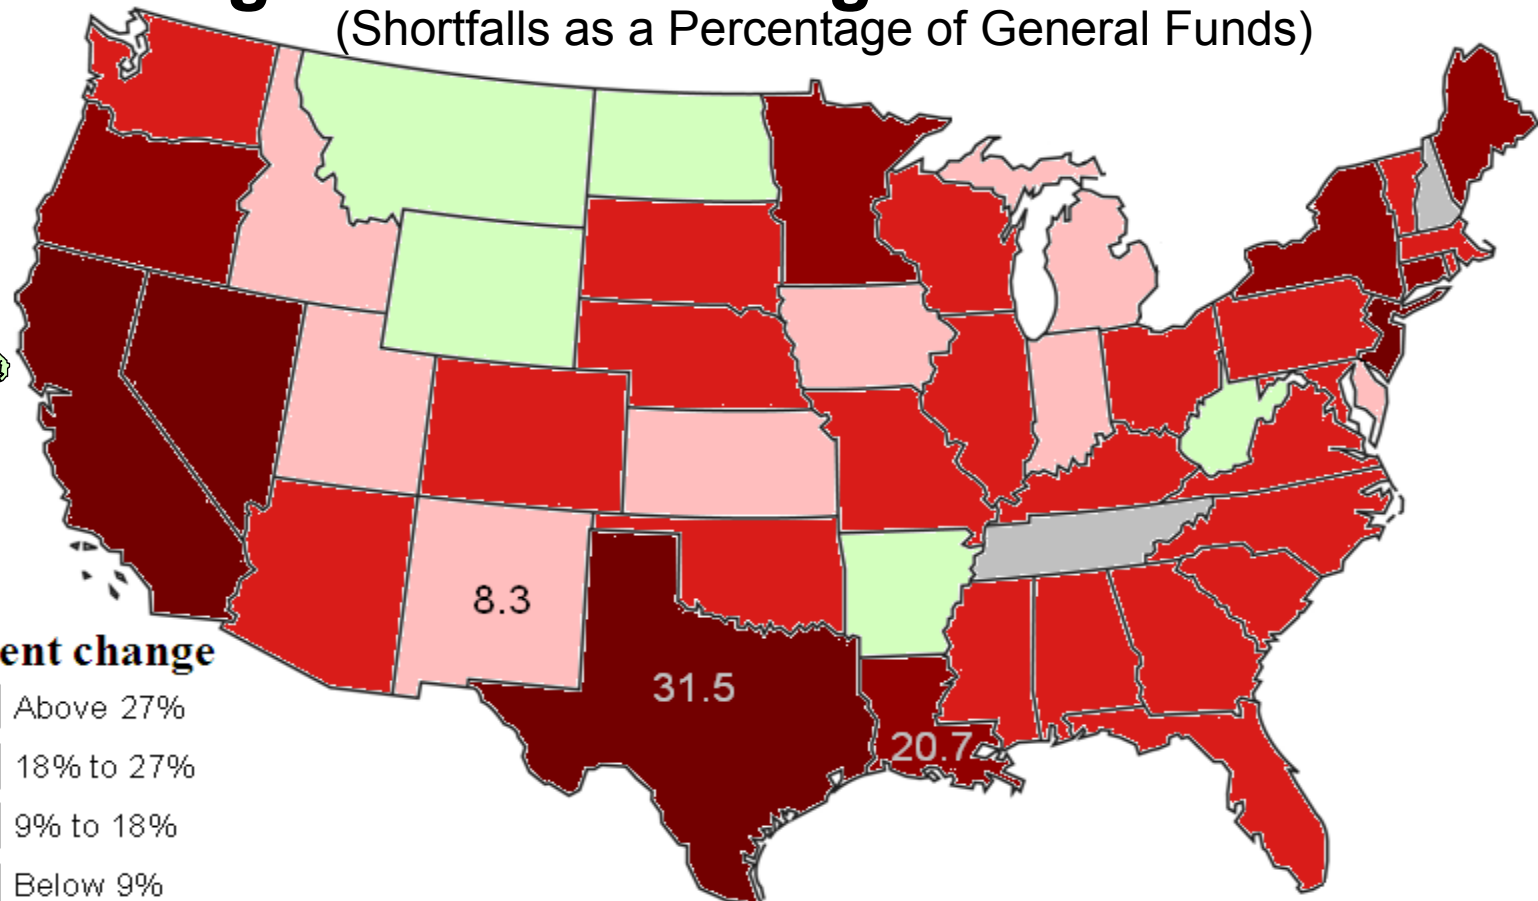 (Shortfalls as a Percentage of General Funds)
8.3
31.5
20.7
ent change
Above 27%
18% to 27%
9% to 18%
Below 9%